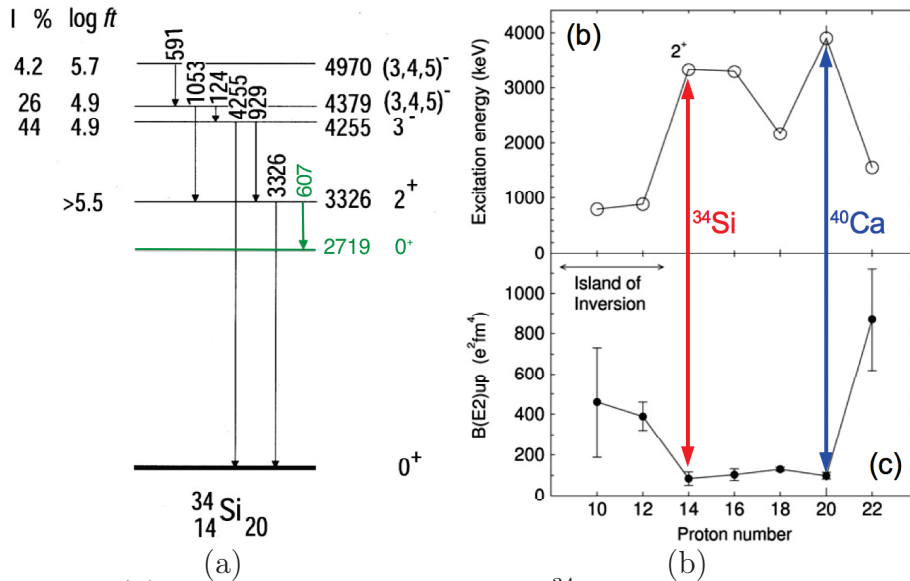 I % log ft
591
1053
124
4255
929
3326
607
4.2 5.7 4970 (3,4,5)⁻
26 4.9 4379 (3,4,5)⁻
44 4.9 4255 3⁻
>5.5 3326 2⁺
2719 0⁺
0⁺
³⁴₁₄Si₂₀
(a)
(b)
Excitation energy (keV)
4000
3000
2000
1000
0
2⁺
³⁴Si
⁴⁰Ca
Island of
Inversion
B(E2)up (e²fm⁴)
1000
800
600
400
200
0
(c)
10 12 14 16 18 20 22
Proton number
(b)